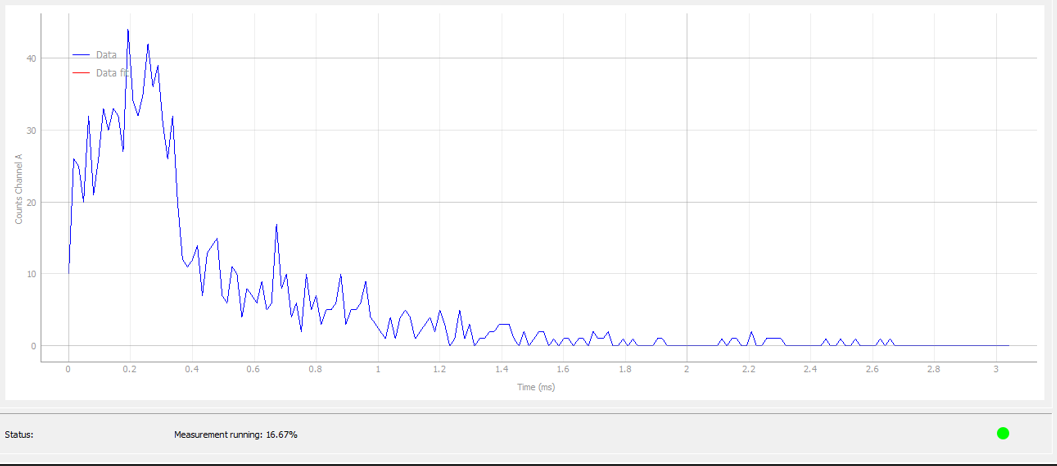 40
Data
Data fit
30
20
10
0
Counts Channel A
0 0.2 0.4 0.6 0.8 1 1.2 1.4 1.6 1.8 2 2.2 2.4 2.6 2.8 3
Time (ms)
Status: Measurement running: 16.67%